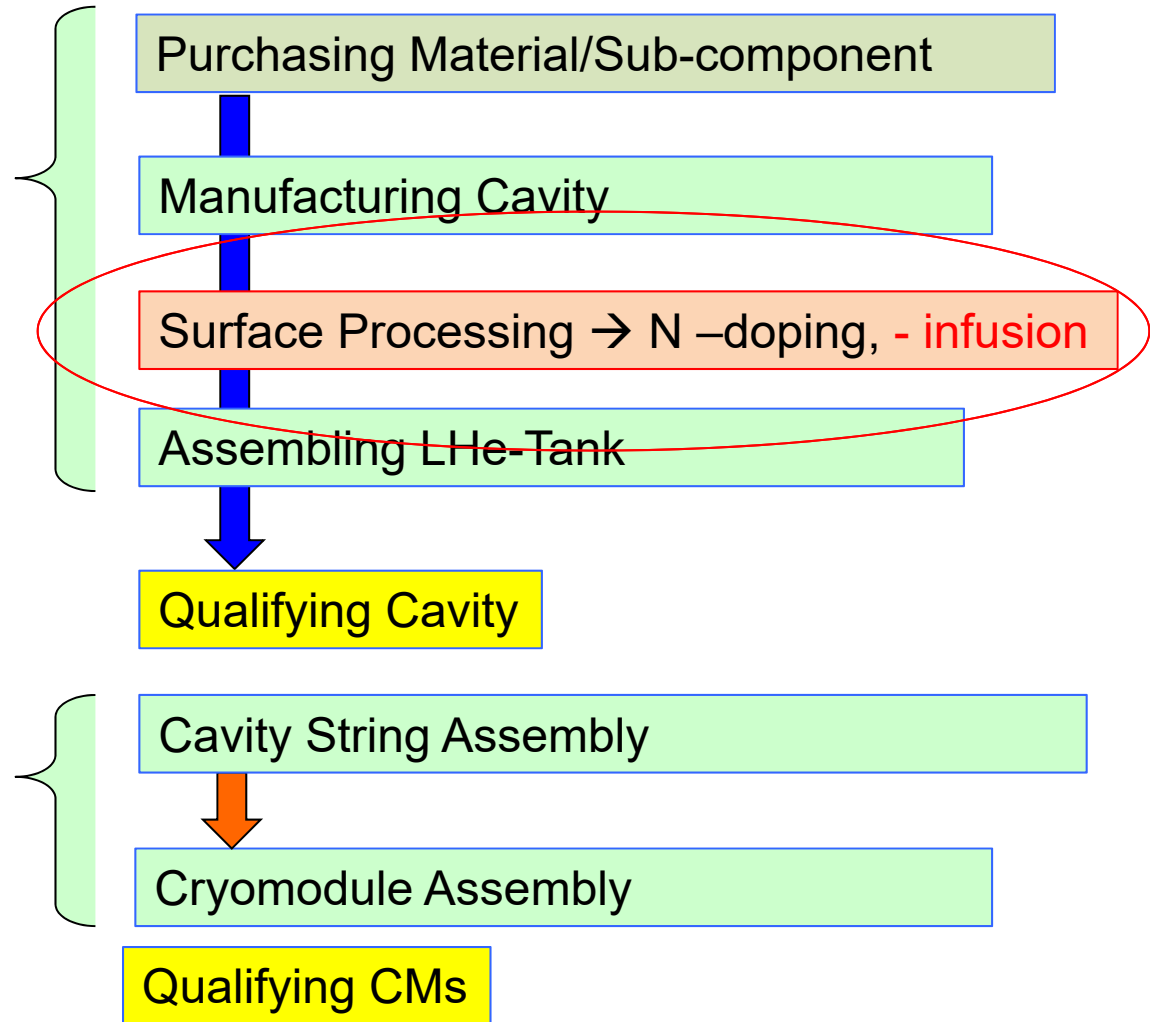 Purchasing Material/Sub-component
Manufacturing Cavity
Surface Processing → N –doping, - infusion
Assembling LHe-Tank
Qualifying Cavity
Cavity String Assembly
Cryomodule Assembly
Qualifying CMs